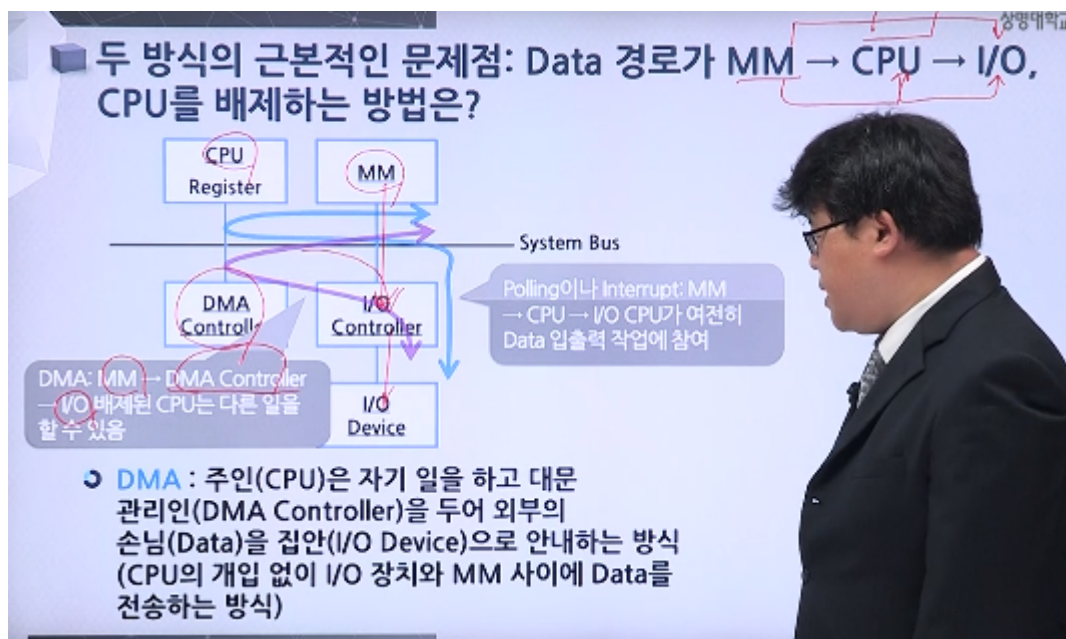 상명대학교
두 방식의 근본적인 문제점: Data 경로가 MM → CPU → I/O,
CPU를 배제하는 방법은?
CPU
Register
MM
System Bus
DMA
Controlle
I/O
Controller
Polling이나 Interrupt: MM
→ CPU → I/O CPU가 여전히
Data 입출력 작업에 참여
DMA: MM → DMA Controller
→ I/O 배제된 CPU는 다른 일을
할 수 있음
I/O
Device
DMA : 주인(CPU)은 자기 일을 하고 대문
관리인(DMA Controller)을 두어 외부의
손님(Data)을 집안(I/O Device)으로 안내하는 방식
(CPU의 개입 없이 I/O 장치와 MM 사이에 Data를
전송하는 방식)